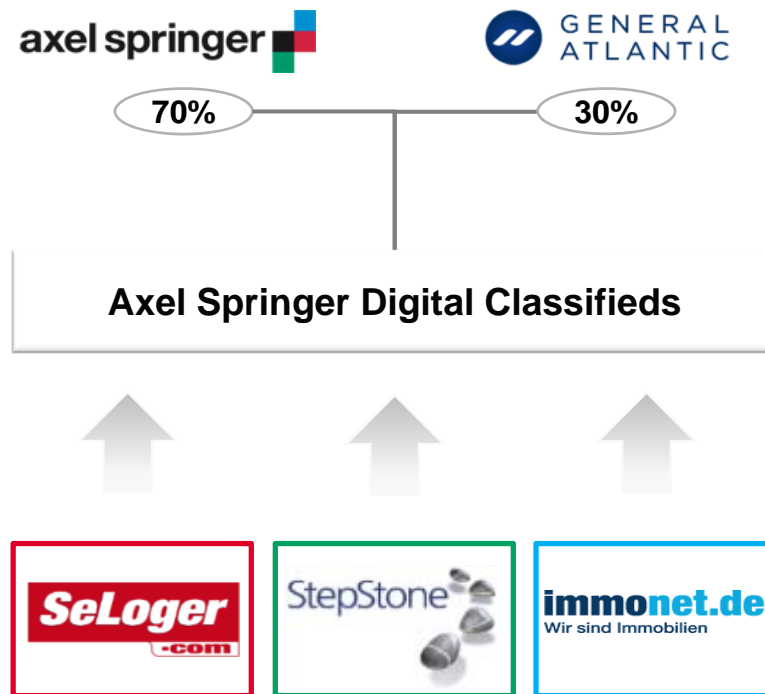 axel springer
GENERAL
ATLANTIC
70%
30%
Axel Springer Digital Classifieds
SeLoger
.com
StepStone
immonet.de
Wir sind Immobilien